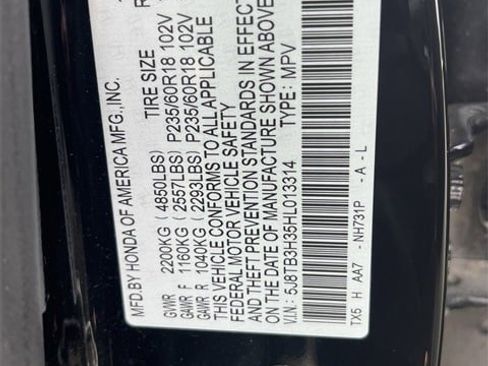 MFD.BY HONDA OF AMERICA MFG.,INC.
TIRE SIZE R
GVWR 2200KG (4850LBS)
GAWR F 1160KG (2557LBS) P235/60R18 102V
GAWR R 1040KG (2293LBS) P235/60R18 102V
THIS VEHICLE CONFORMS TO ALL APPLICABLE
FEDERAL MOTOR VEHICLE SAFETY
AND THEFT PREVENTION STANDARDS IN EFFECT
ON THE DATE OF MANUFACTURE SHOWN ABOVE
V.I.N: 5J8TB3H35HL013314 TYPE: MPV
TX5 H AA7 -NH731P -A -L